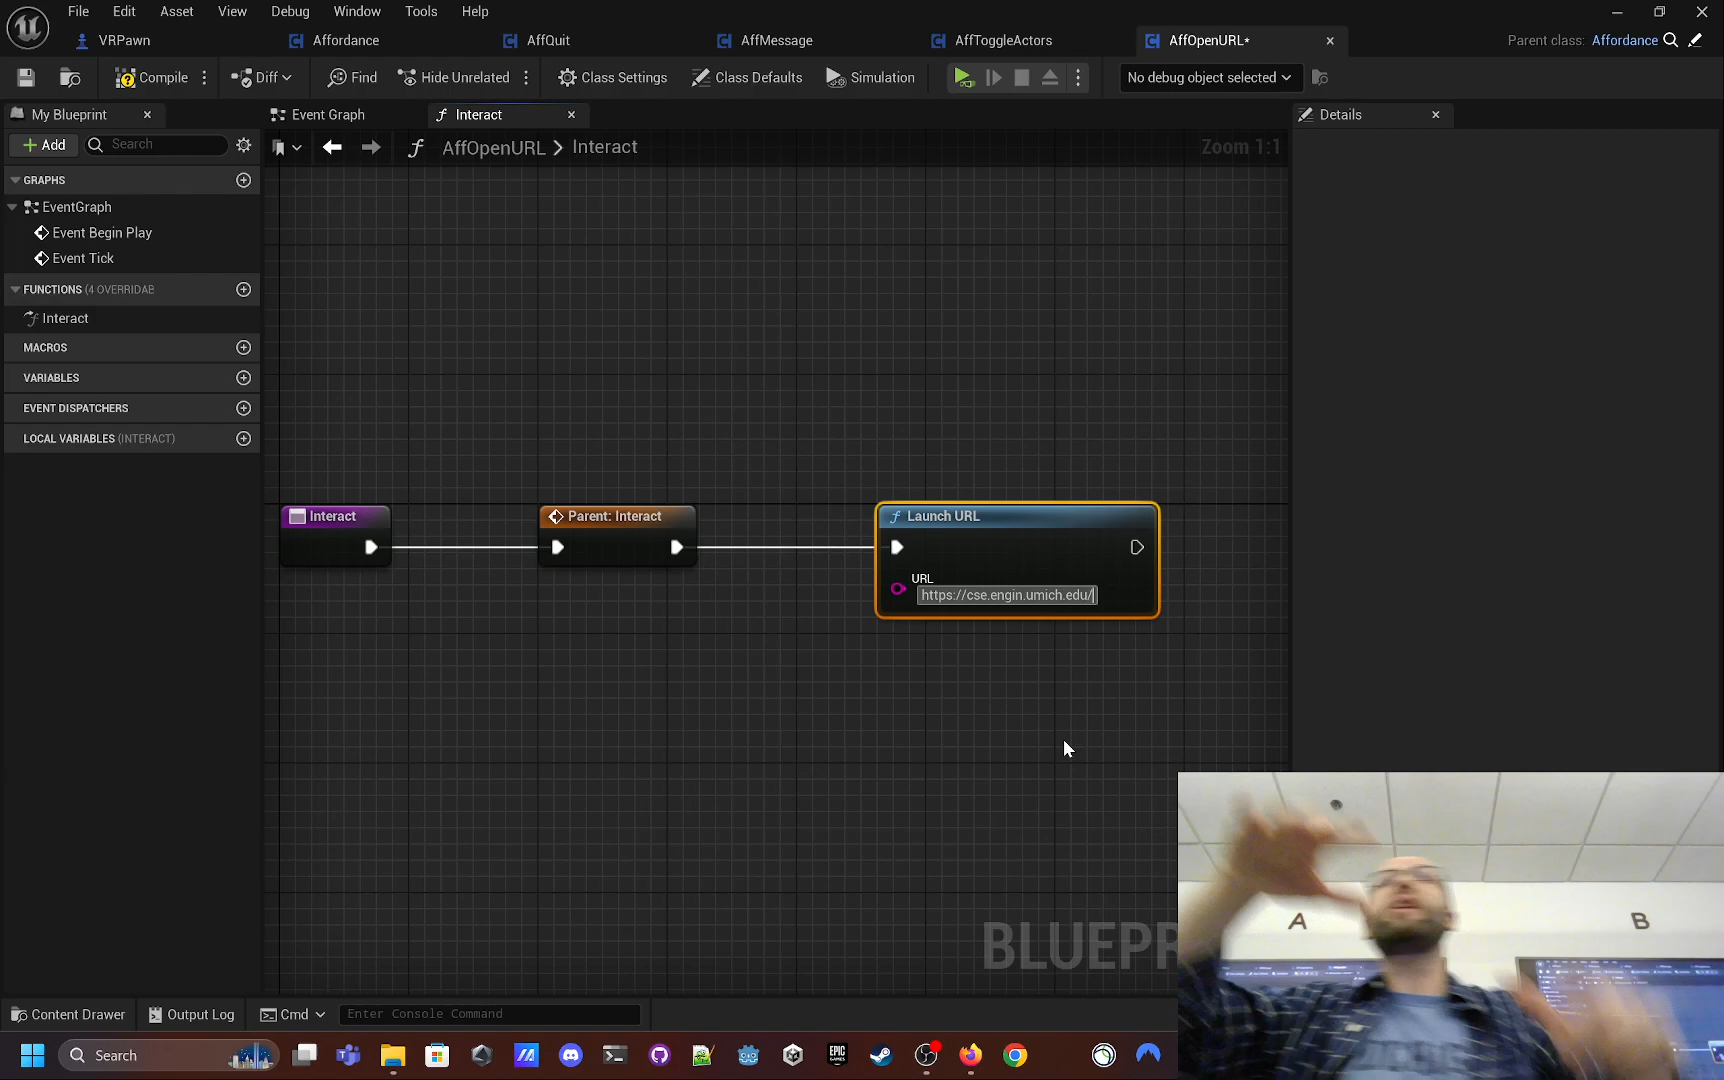 File Edit Asset View Debug Window Tools Help
VRPawn Affordance AffQuit AffMessage AffToggleActors AffOpenURL* Parent class: Affordance
Compile Diff Find Hide Unrelated Class Settings Class Defaults Simulation No debug object selected
My Blueprint Event Graph Interact Details
Add Search AffOpenURL > Interact Zoom 1:1
GRAPHS
EventGraph
Event Begin Play
Event Tick
FUNCTIONS (4 OVERRIDAB
Interact
MACROS
VARIABLES
EVENT DISPATCHERS
LOCAL VARIABLES (INTERACT)
Interact Parent: Interact Launch URL
URL
https://cse.engin.umich.edu/
A B
BLUEPR
Content Drawer Output Log Cmd Enter Console Command
Search EPIC GAMES